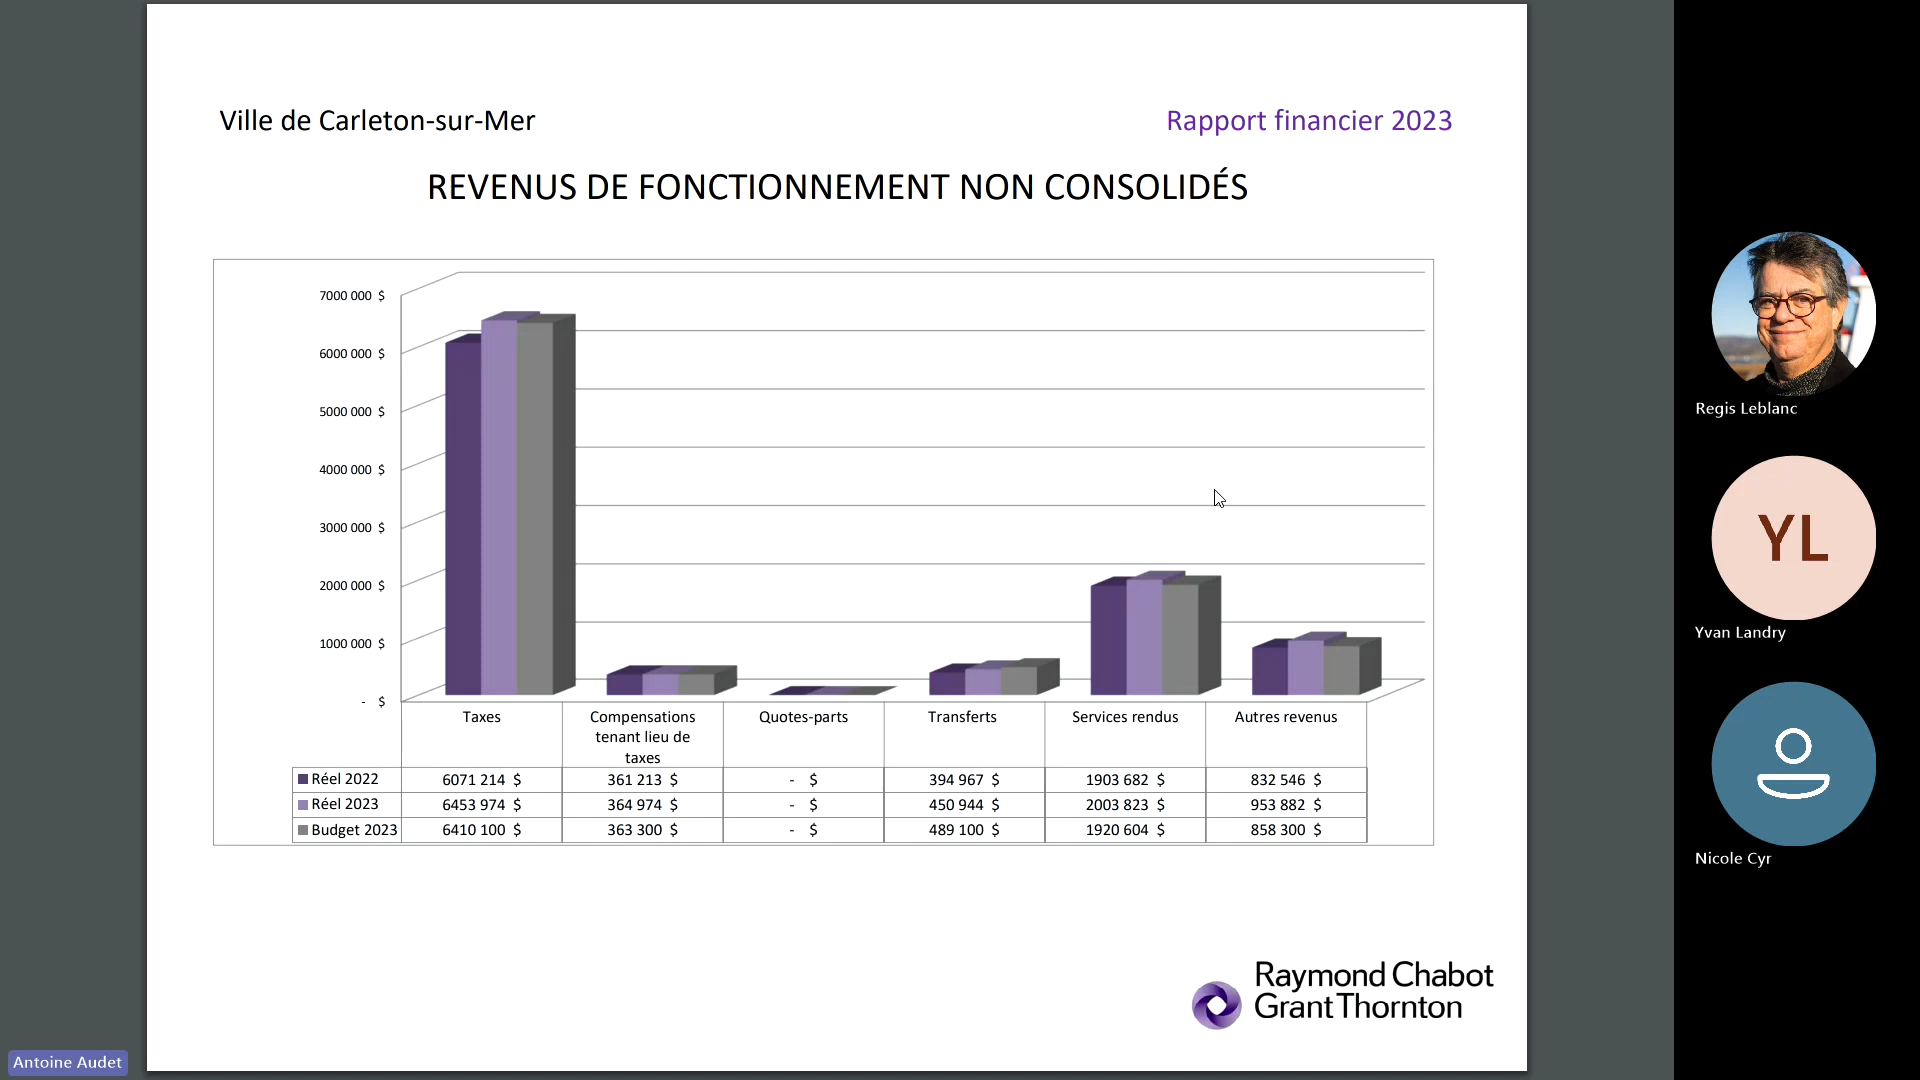 Ville de Carleton-sur-Mer
Rapport financier 2023
REVENUS DE FONCTIONNEMENT NON CONSOLIDÉS
7000 000 $
6000 000 $
5000 000 $
4000 000 $
3000 000 $
2000 000 $
1000 000 $
- $
Taxes
Compensations
tenant lieu de
taxes
Quotes-parts
Transferts
Services rendus
Autres revenus
Réel 2022 6071 214 $ 361 213 $ - $ 394 967 $ 1903 682 $ 832 546 $
Réel 2023 6453 974 $ 364 974 $ - $ 450 944 $ 2003 823 $ 953 882 $
Budget 2023 6410 100 $ 363 300 $ - $ 489 100 $ 1920 604 $ 858 300 $
Raymond Chabot
Grant Thornton
Regis Leblanc
YL
Yvan Landry
Nicole Cyr
Antoine Audet